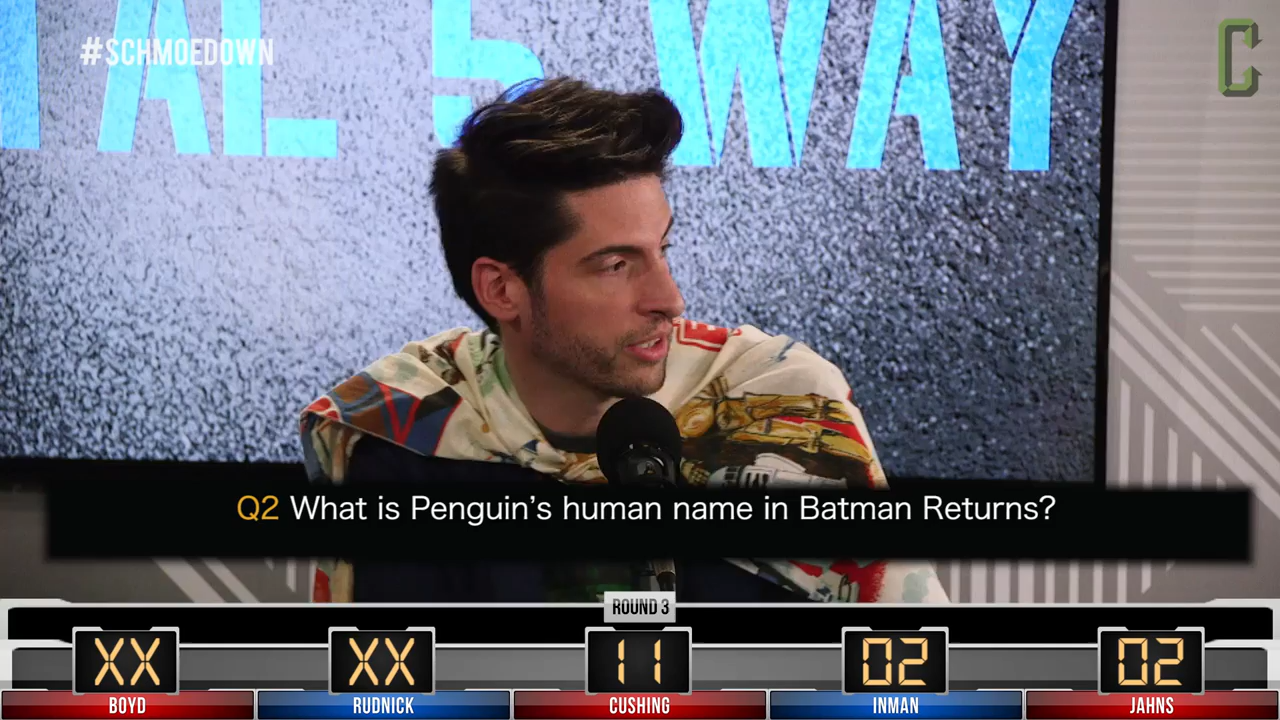 TAL 5 WAY
#SCHMOEDOWN
Q2 What is Penguin's human name in Batman Returns?
ROUND 3
XX XX 11 02 02
BOYD RUDNICK CUSHING INMAN JAHNS